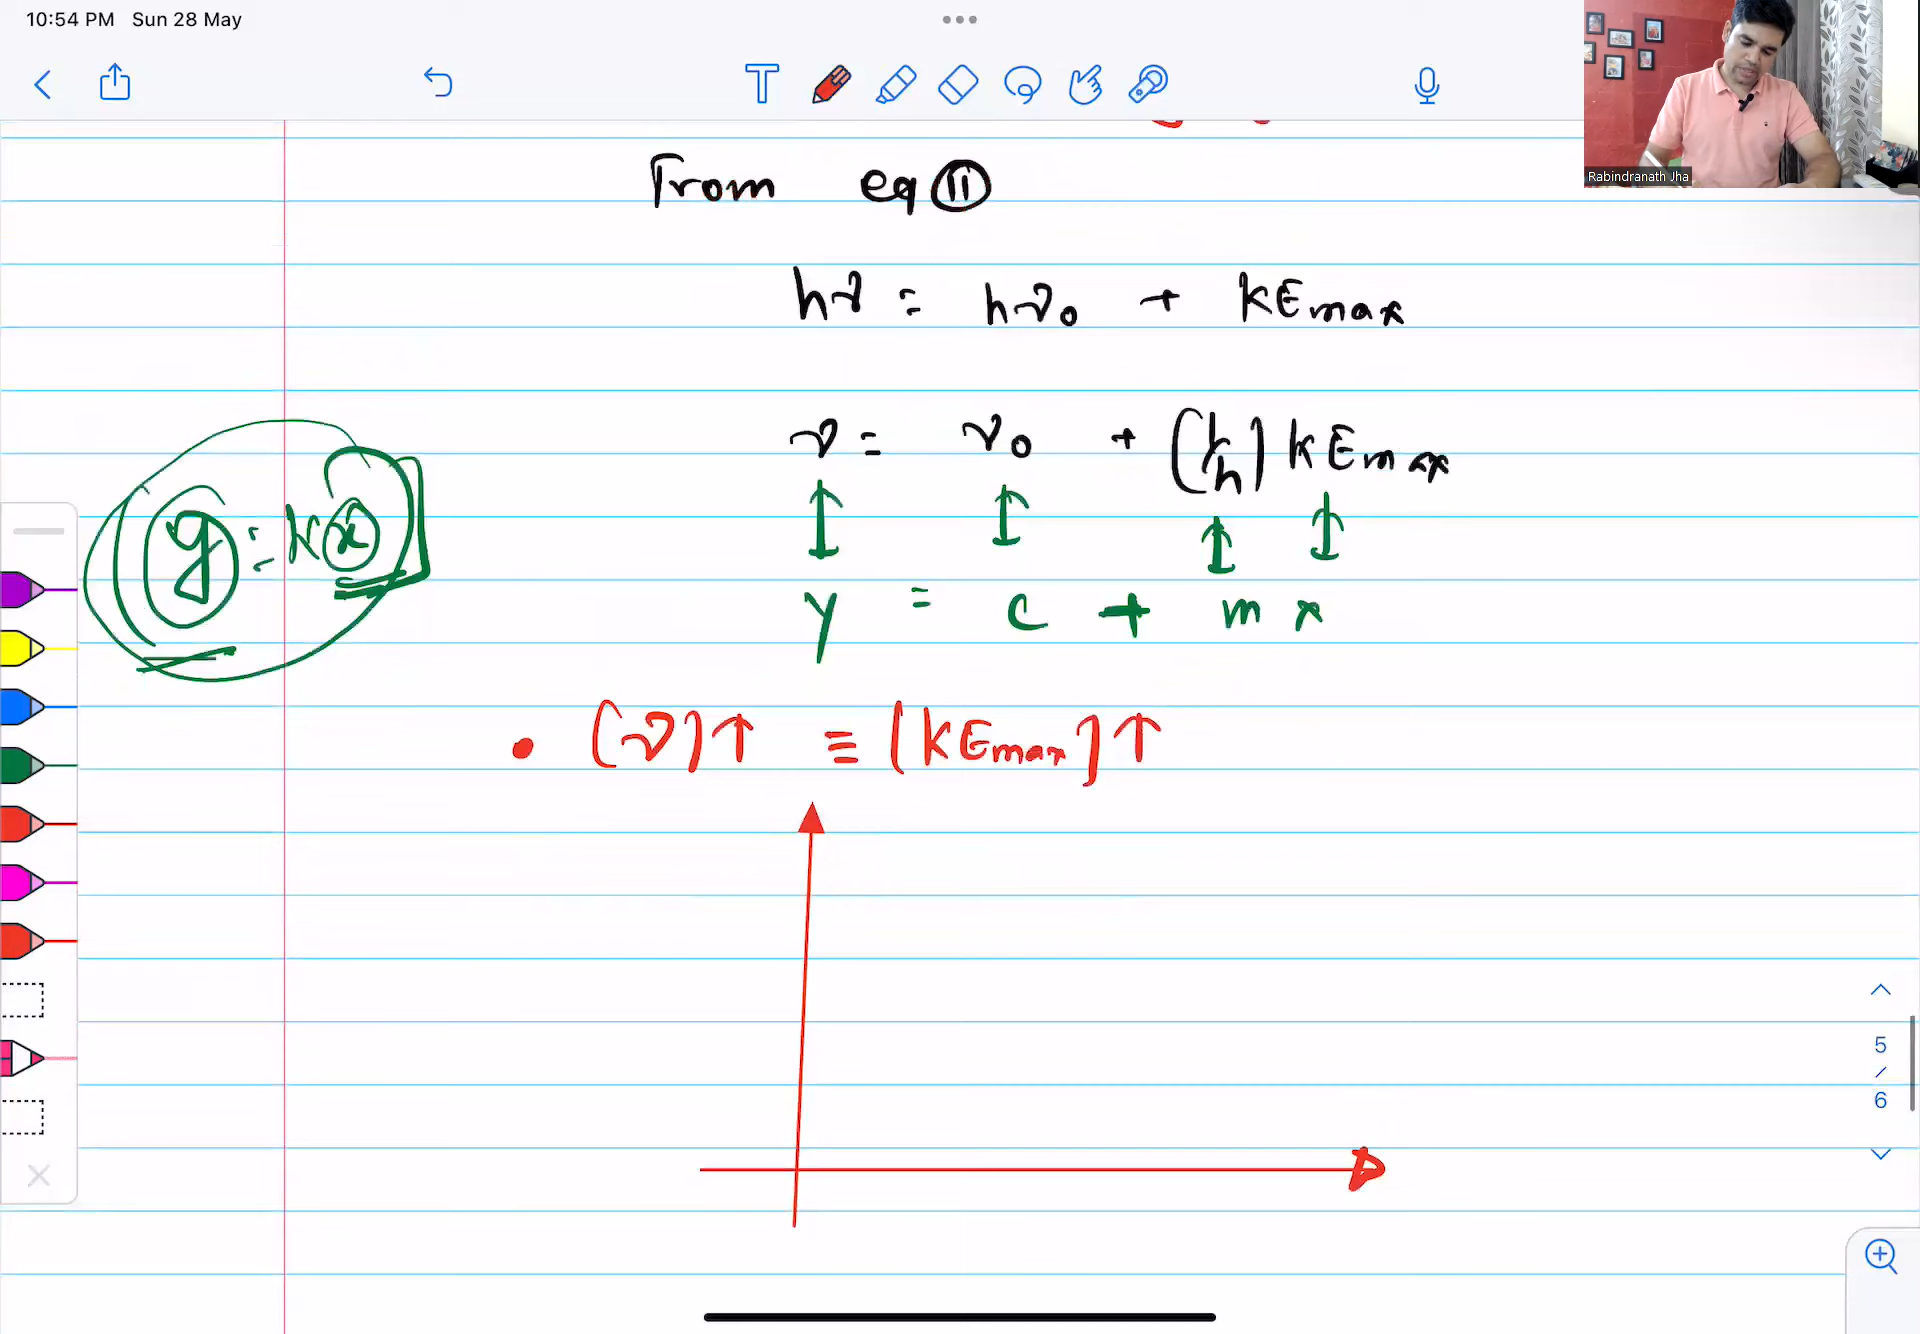 10:54 PM Sun 28 May
Rabindranath Jha
From eq (II)
hν = hν₀ + KEmax
ν = ν₀ + (1/h) KEmax
y = kx
y = c + m x
• (ν)↑ ≡ (KEmax)↑
5
/
6